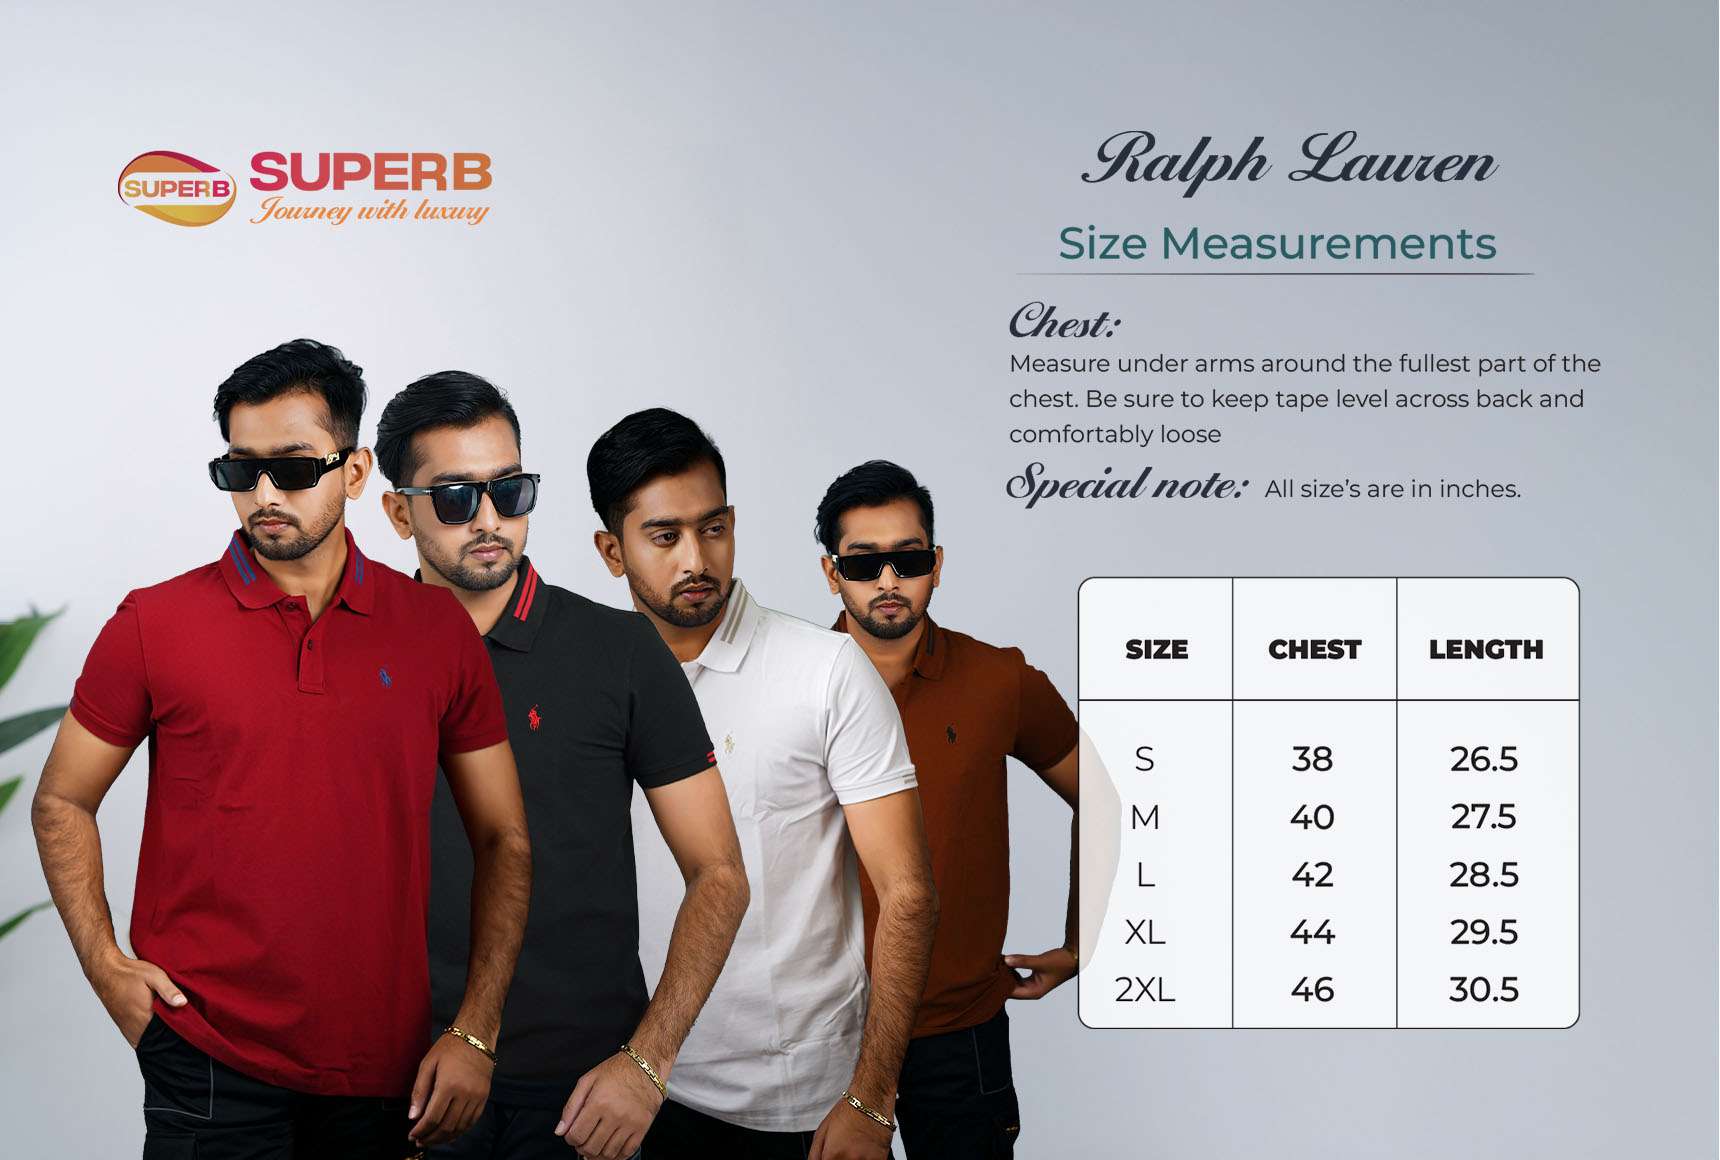 SUPERB
SUPERB
Journey with luxury
Ralph Lauren
Size Measurements
Chest:
Measure under arms around the fullest part of the
chest. Be sure to keep tape level across back and
comfortably loose
Special note: All size's are in inches.
SIZE CHEST LENGTH
S 38 26.5
M 40 27.5
L 42 28.5
XL 44 29.5
2XL 46 30.5